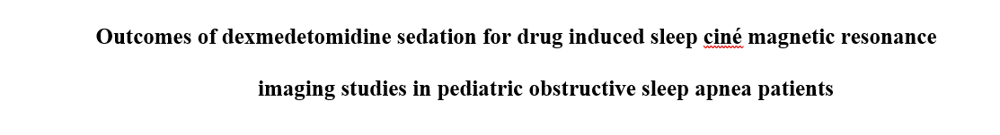 Outcomes of dexmedetomidine sedation for drug induced sleep ciné magnetic resonance
imaging studies in pediatric obstructive sleep apnea patients